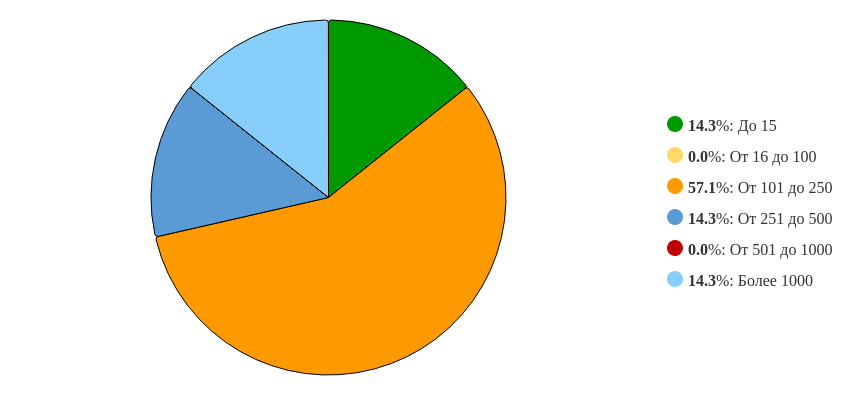 14.3%: До 15
0.0%: От 16 до 100
57.1%: От 101 до 250
14.3%: От 251 до 500
0.0%: От 501 до 1000
14.3%: Более 1000